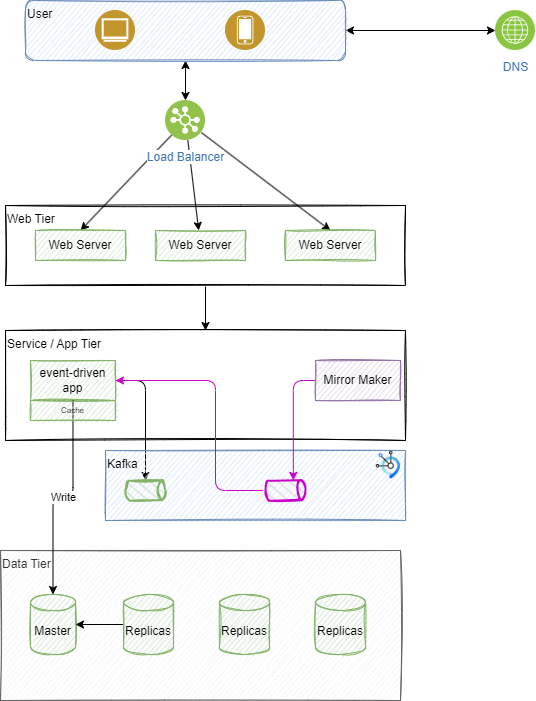 User
DNS
Load Balancer
Web Tier
Web Server
Web Server
Web Server
Service / App Tier
event-driven
app
Cache
Mirror Maker
Kafka
Write
Data Tier
Master
Replicas
Replicas
Replicas